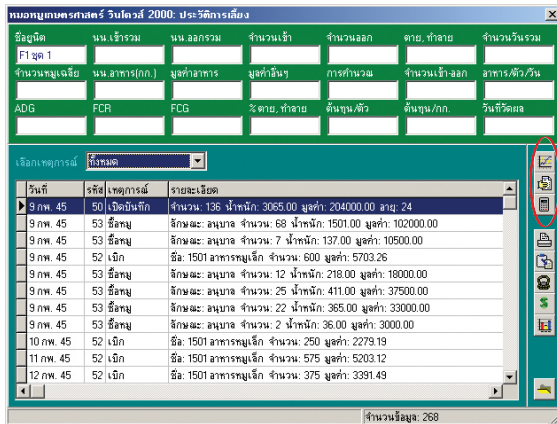 หมอหมูเกษตรศาสตร์ วินโดวส์ 2000: ประวัติการเลี้ยง
ชื่อยูนิต นน.เข้ารวม นน.ออกรวม จำนวนเข้า จำนวนออก ตาย, ทำลาย จำนวนวันรวม
F1 ชุด 1
จำนวนหมูเฉลี่ย นน.อาหาร(กก.) มูลค่าอาหาร มูลค่าอื่นๆ การคำนวณ จำนวนเข้า-ออก อาหาร/ตัว/วัน
ADG FCR FCG %ตาย, ทำลาย ต้นทุน/ตัว ต้นทุน/กก. วันที่วัดผล
เลือกเหตุการณ์ ทั้งหมด
วันที่ รหัส เหตุการณ์ รายละเอียด
9 กพ. 45 50 เปิดบันทึก จำนวน: 136 น้ำหนัก: 3065.00 มูลค่า: 204000.00 อายุ: 24
9 กพ. 45 53 ซื้อหมู ลักษณะ: อนุบาล จำนวน: 68 น้ำหนัก: 1501.00 มูลค่า: 102000.00
9 กพ. 45 53 ซื้อหมู ลักษณะ: อนุบาล จำนวน: 7 น้ำหนัก: 137.00 มูลค่า: 10500.00
9 กพ. 45 52 เบิก ชื่อ: 1501 อาหารหมูเล็ก จำนวน: 600 มูลค่า: 5703.26
9 กพ. 45 53 ซื้อหมู ลักษณะ: อนุบาล จำนวน: 12 น้ำหนัก: 218.00 มูลค่า: 18000.00
9 กพ. 45 53 ซื้อหมู ลักษณะ: อนุบาล จำนวน: 25 น้ำหนัก: 411.00 มูลค่า: 37500.00
9 กพ. 45 53 ซื้อหมู ลักษณะ: อนุบาล จำนวน: 22 น้ำหนัก: 365.00 มูลค่า: 33000.00
9 กพ. 45 53 ซื้อหมู ลักษณะ: อนุบาล จำนวน: 2 น้ำหนัก: 36.00 มูลค่า: 3000.00
10 กพ. 45 52 เบิก ชื่อ: 1501 อาหารหมูเล็ก จำนวน: 250 มูลค่า: 2279.19
11 กพ. 45 52 เบิก ชื่อ: 1501 อาหารหมูเล็ก จำนวน: 575 มูลค่า: 5203.12
12 กพ. 45 52 เบิก ชื่อ: 1501 อาหารหมูเล็ก จำนวน: 375 มูลค่า: 3391.49
จำนวนข้อมูล: 268